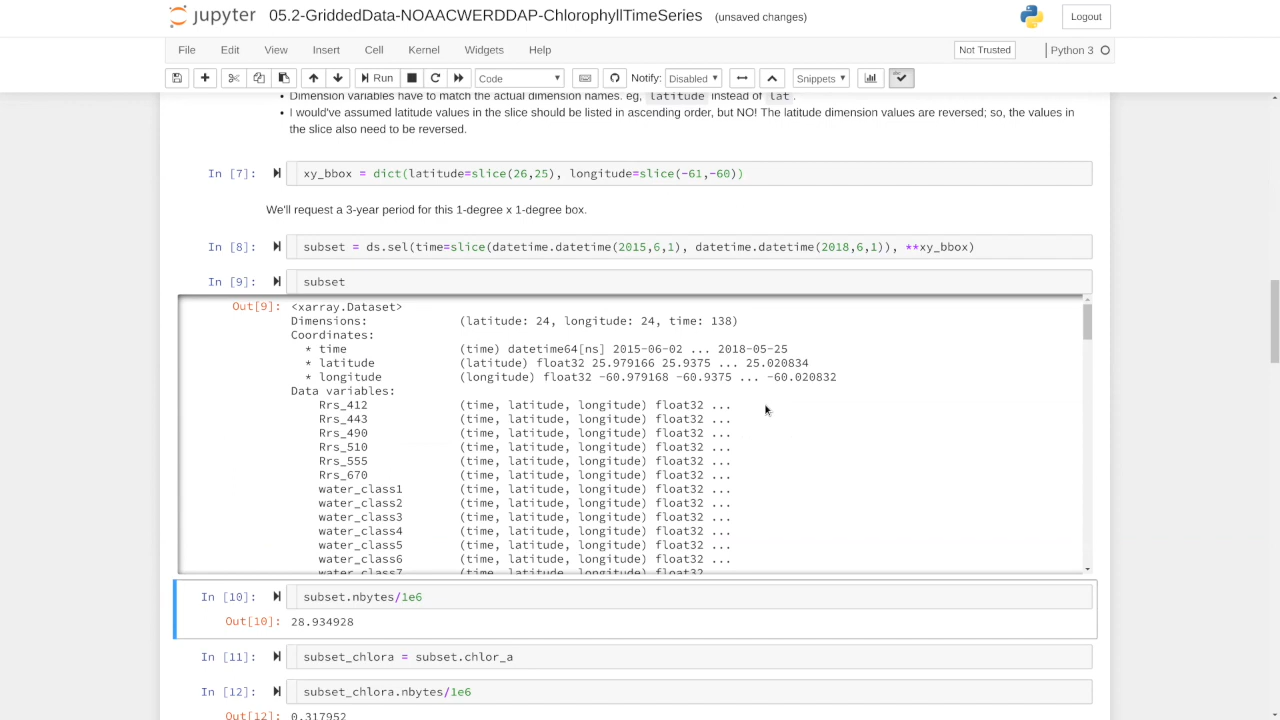 jupyter 05.2-GriddedData-NOAACWERDDAP-ChlorophyllTimeSeries (unsaved changes) Logout
File Edit View Insert Cell Kernel Widgets Help Not Trusted Python 3
Run Code Notify: Disabled Snippets
• Dimension variables have to match the actual dimension names. eg, latitude instead of lat.
• I would've assumed latitude values in the slice should be listed in ascending order, but NO! The latitude dimension values are reversed; so, the values in
the slice also need to be reversed.
In [7]: xy_bbox = dict(latitude=slice(26,25), longitude=slice(-61,-60))
We'll request a 3-year period for this 1-degree x 1-degree box.
In [8]: subset = ds.sel(time=slice(datetime.datetime(2015,6,1), datetime.datetime(2018,6,1)), **xy_bbox)
In [9]: subset
Out[9]: <xarray.Dataset>
Dimensions: (latitude: 24, longitude: 24, time: 138)
Coordinates:
* time (time) datetime64[ns] 2015-06-02 ... 2018-05-25
* latitude (latitude) float32 25.979166 25.9375 ... 25.020834
* longitude (longitude) float32 -60.979168 -60.9375 ... -60.020832
Data variables:
Rrs_412 (time, latitude, longitude) float32 ...
Rrs_443 (time, latitude, longitude) float32 ...
Rrs_490 (time, latitude, longitude) float32 ...
Rrs_510 (time, latitude, longitude) float32 ...
Rrs_555 (time, latitude, longitude) float32 ...
Rrs_670 (time, latitude, longitude) float32 ...
water_class1 (time, latitude, longitude) float32 ...
water_class2 (time, latitude, longitude) float32 ...
water_class3 (time, latitude, longitude) float32 ...
water_class4 (time, latitude, longitude) float32 ...
water_class5 (time, latitude, longitude) float32 ...
water_class6 (time, latitude, longitude) float32 ...
water_class7 (time, latitude, longitude) float32 ...
In [10]: subset.nbytes/1e6
Out[10]: 28.934928
In [11]: subset_chlora = subset.chlor_a
In [12]: subset_chlora.nbytes/1e6
Out[12]: 0.317952